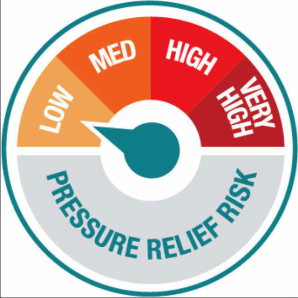 LOW
MED
HIGH
VERY
HIGH
PRESSURE RELIEF RISK